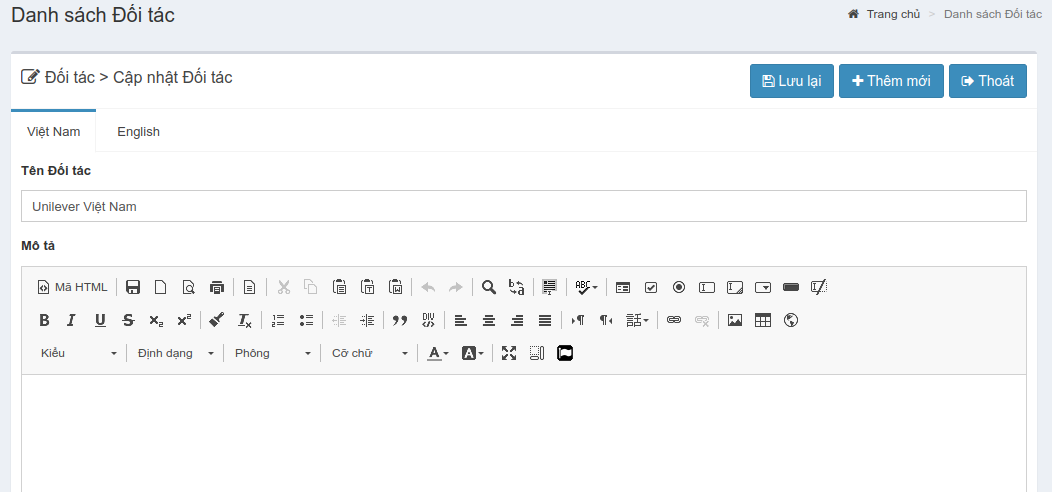 Danh sách Đối tác
Trang chủ > Danh sách Đối tác
Đối tác > Cập nhật Đối tác
Lưu lại
Thêm mới
Thoát
Việt Nam
English
Tên Đối tác
Unilever Việt Nam
Mô tả
Mã HTML
Kiểu
Định dạng
Phông
Cỡ chữ